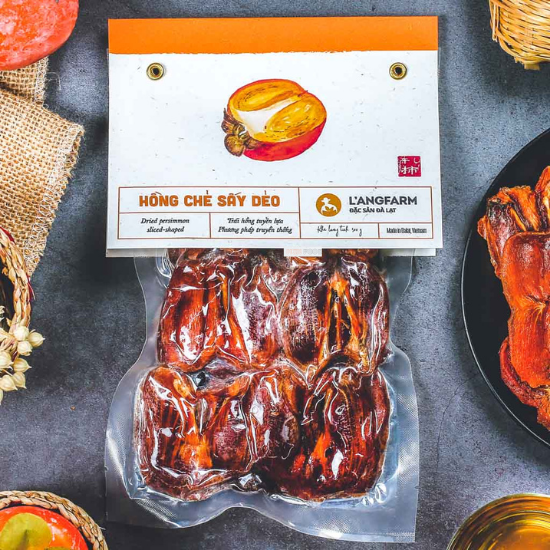 HỒNG CHẺ SẤY DẺO
Dried persimmon
sliced-shaped
Trái hồng tuyển lựa
Phương pháp truyền thống
L'ANGFARM
ĐẶC SẢN ĐÀ LẠT
Made in Dalat, Vietnam